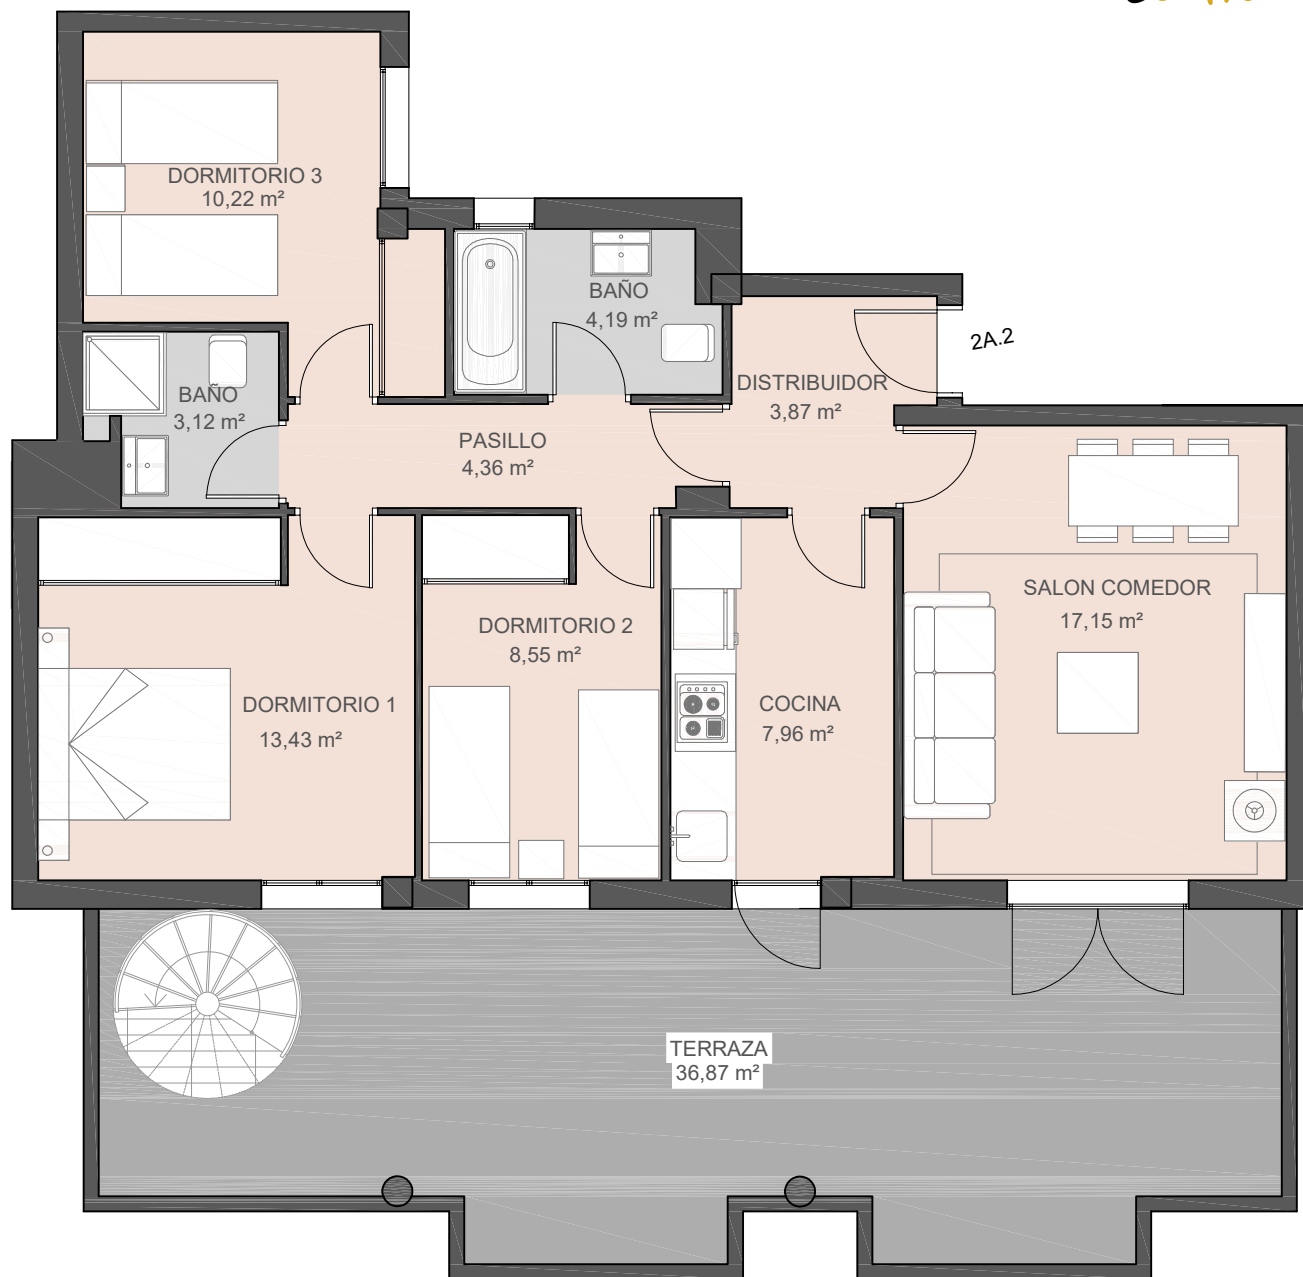 DORMITORIO 3
10,22 m²
BAÑO
4,19 m²
2A.2
DISTRIBUIDOR
3,87 m²
BAÑO
3,12 m²
PASILLO
4,36 m²
SALON COMEDOR
17,15 m²
DORMITORIO 2
8,55 m²
DORMITORIO 1
13,43 m²
COCINA
7,96 m²
TERRAZA
36,87 m²